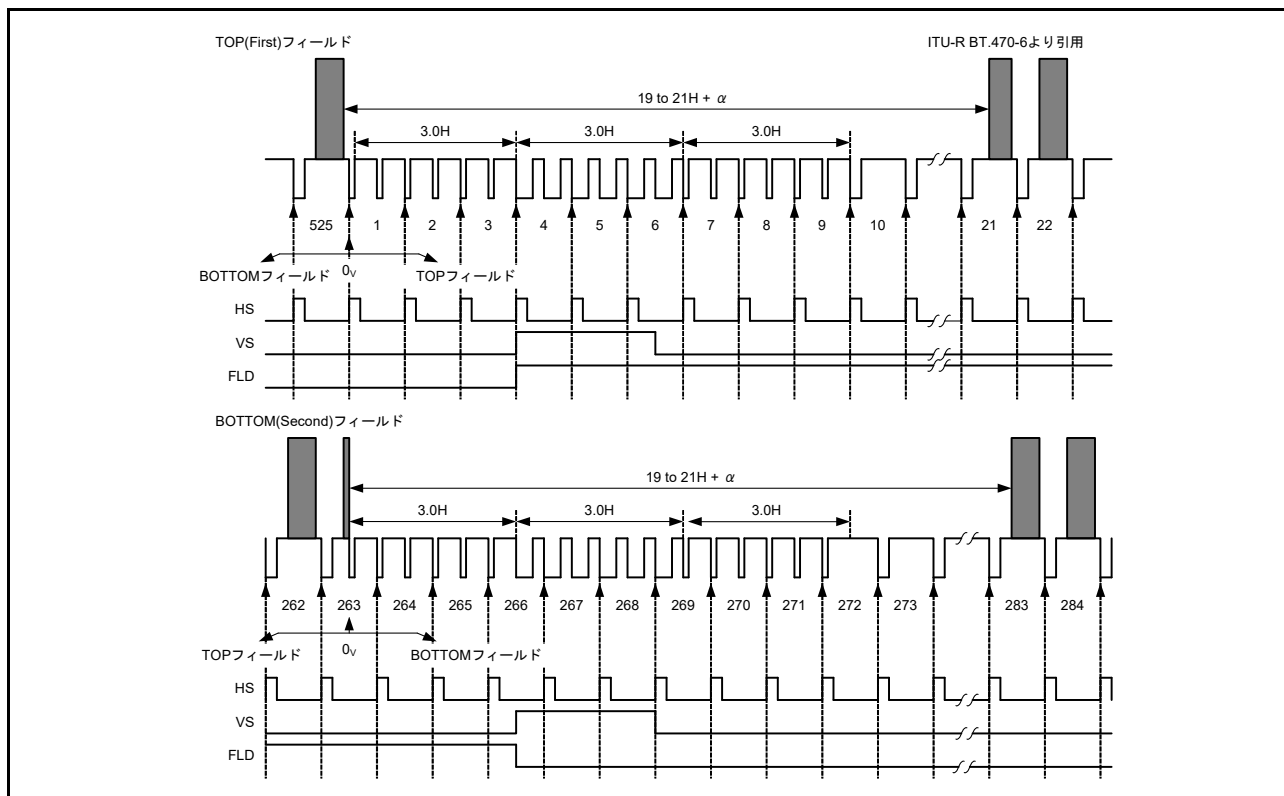 TOP(First)フィールド
ITU-R BT.470-6より引用
19 to 21H + α
3.0H 3.0H 3.0H
525 1 2 3 4 5 6 7 8 9 10 21 22
0V
BOTTOMフィールド TOPフィールド
HS
VS
FLD
BOTTOM(Second)フィールド
19 to 21H + α
3.0H 3.0H 3.0H
262 263 264 265 266 267 268 269 270 271 272 273 283 284
0V
TOPフィールド BOTTOMフィールド
HS
VS
FLD